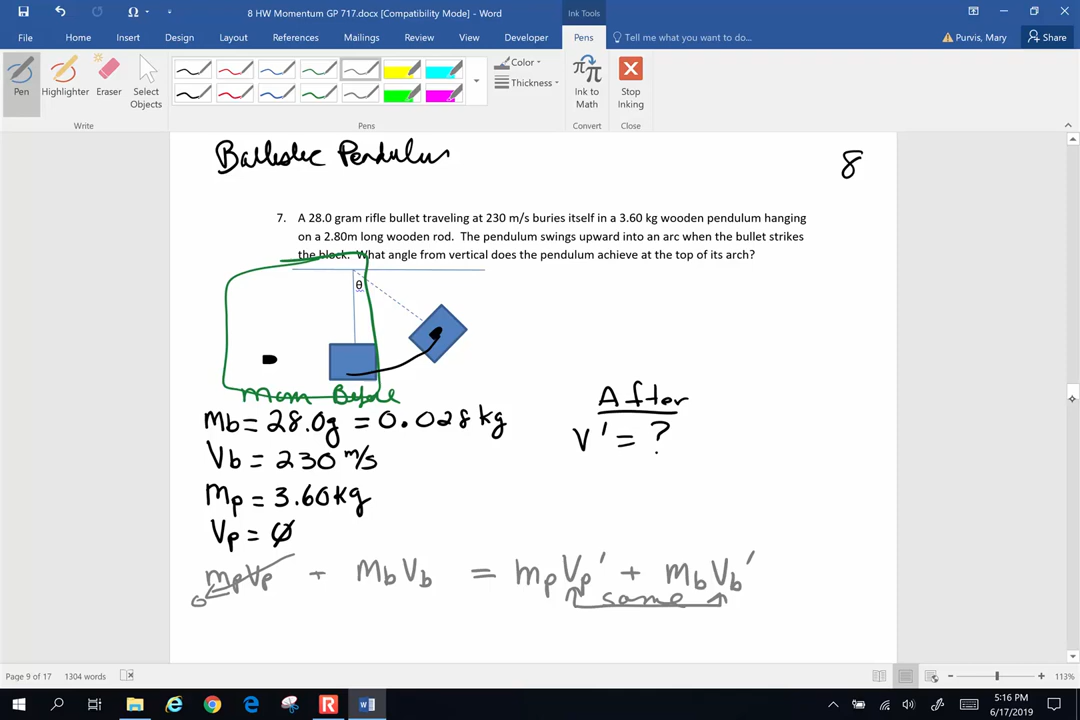 8 HW Momentum GP 717.docx [Compatibility Mode] - Word
Ink Tools
File Home Insert Design Layout References Mailings Review View Developer Pens Tell me what you want to do... Purvis, Mary Share
Pen
Highlighter
Eraser
Select Objects
Color
Thickness
Ink to Math
Stop Inking
Write
Pens
Convert
Close
Ballistic Pendulum
8
7. A 28.0 gram rifle bullet traveling at 230 m/s buries itself in a 3.60 kg wooden pendulum hanging
on a 2.80m long wooden rod. The pendulum swings upward into an arc when the bullet strikes
the block. What angle from vertical does the pendulum achieve at the top of its arch?
θ
Mom Before
After
mb = 28.0g = 0.028 kg
v' = ?
Vb = 230 m/s
mp = 3.60kg
Vp = Ø
mpVp + mbVb = mpVp' + mbVb'
0
same
Page 9 of 17 1304 words
113%
5:16 PM
6/17/2019